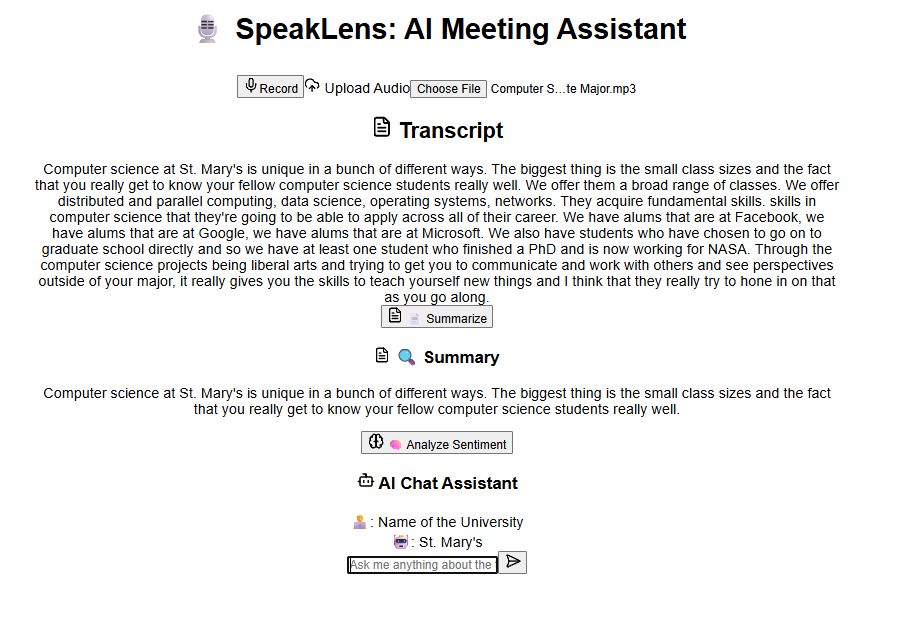 SpeakLens: AI Meeting Assistant
Record Upload Audio Choose File Computer S...te Major.mp3
Transcript
Computer science at St. Mary's is unique in a bunch of different ways. The biggest thing is the small class sizes and the fact
that you really get to know your fellow computer science students really well. We offer them a broad range of classes. We offer
distributed and parallel computing, data science, operating systems, networks. They acquire fundamental skills. skills in
computer science that they're going to be able to apply across all of their career. We have alums that are at Facebook, we
have alums that are at Google, we have alums that are at Microsoft. We also have students who have chosen to go on to
graduate school directly and so we have at least one student who finished a PhD and is now working for NASA. Through the
computer science projects being liberal arts and trying to get you to communicate and work with others and see perspectives
outside of your major, it really gives you the skills to teach yourself new things and I think that they really try to hone in on that
as you go along.
Summarize
Summary
Computer science at St. Mary's is unique in a bunch of different ways. The biggest thing is the small class sizes and the fact
that you really get to know your fellow computer science students really well.
Analyze Sentiment
AI Chat Assistant
: Name of the University
: St. Mary's
Ask me anything about the